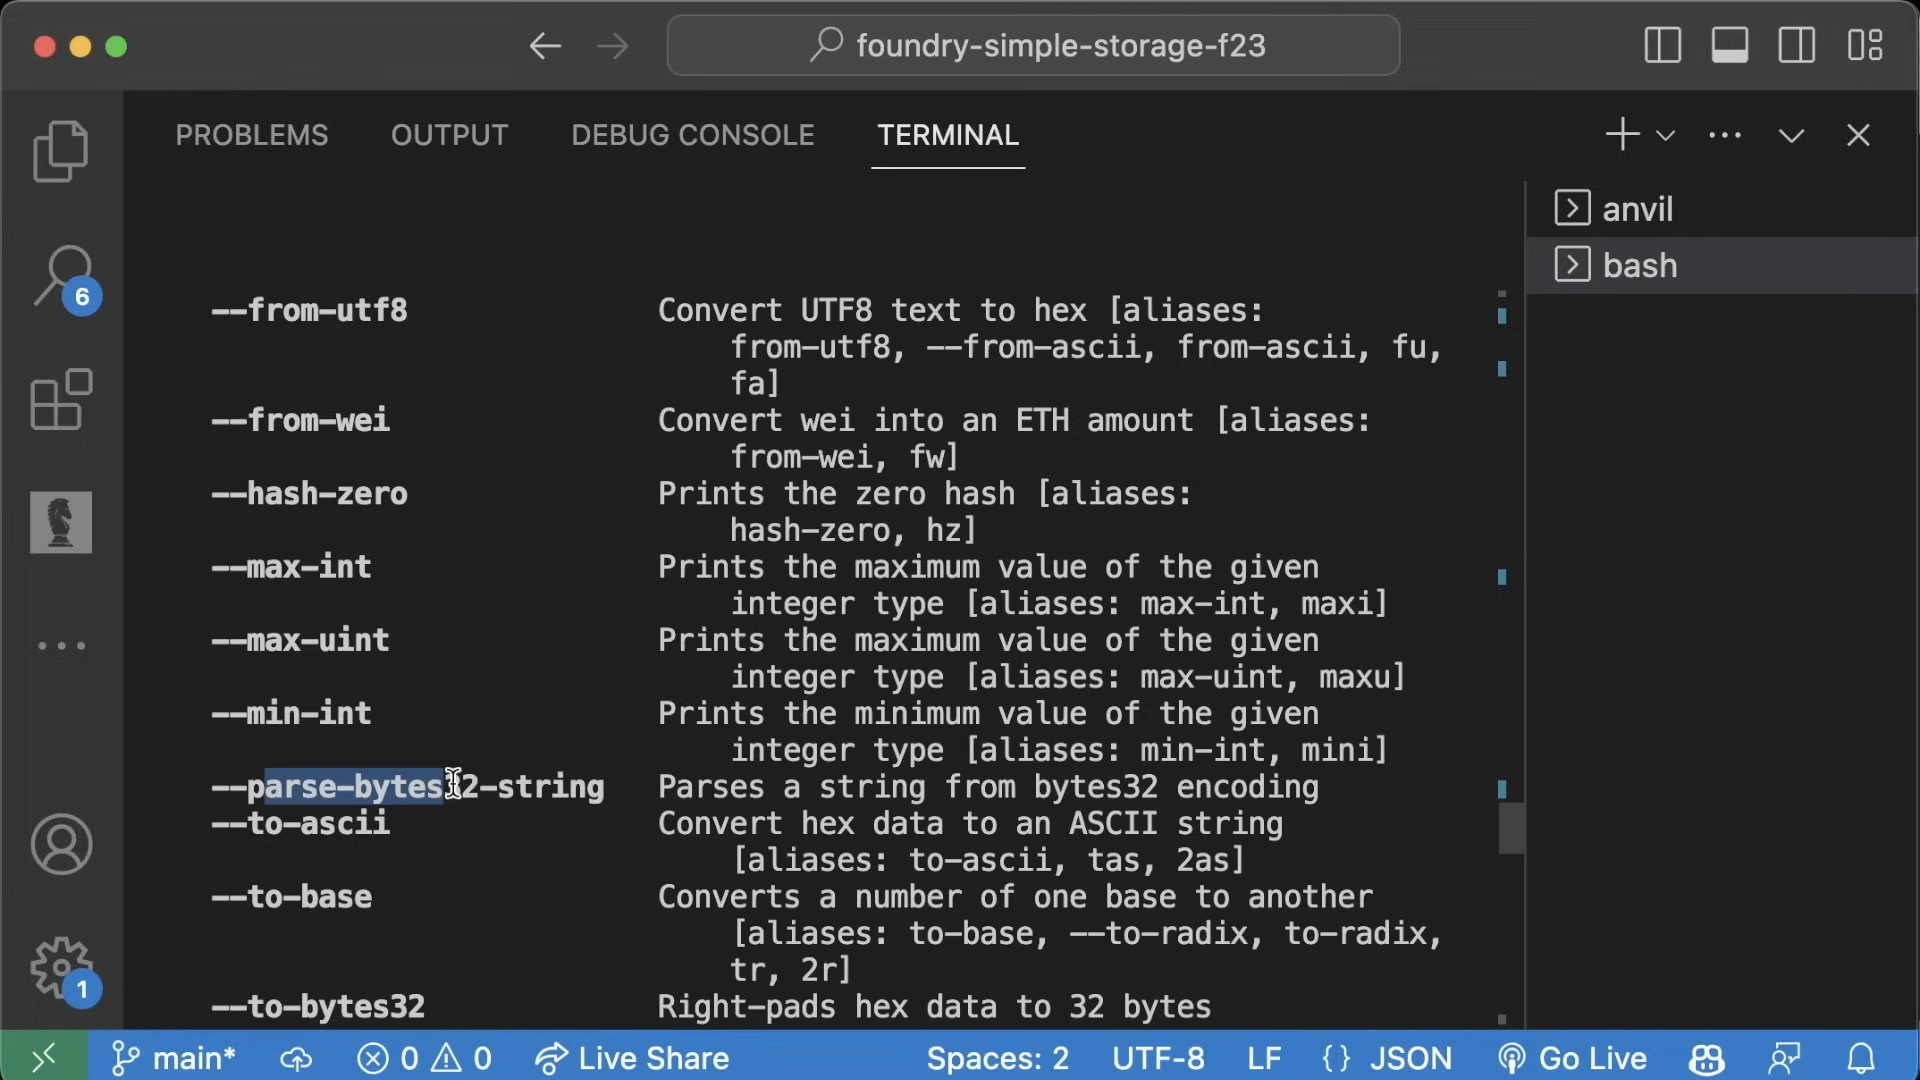 foundry-simple-storage-f23
PROBLEMS OUTPUT DEBUG CONSOLE TERMINAL
anvil
bash
6
--from-utf8 Convert UTF8 text to hex [aliases:
from-utf8, --from-ascii, from-ascii, fu,
fa]
--from-wei Convert wei into an ETH amount [aliases:
from-wei, fw]
--hash-zero Prints the zero hash [aliases:
hash-zero, hz]
--max-int Prints the maximum value of the given
integer type [aliases: max-int, maxi]
--max-uint Prints the maximum value of the given
integer type [aliases: max-uint, maxu]
--min-int Prints the minimum value of the given
integer type [aliases: min-int, mini]
--parse-bytes32-string Parses a string from bytes32 encoding
--to-ascii Convert hex data to an ASCII string
[aliases: to-ascii, tas, 2as]
--to-base Converts a number of one base to another
[aliases: to-base, --to-radix, to-radix,
tr, 2r]
1
--to-bytes32 Right-pads hex data to 32 bytes
main* 0 0 Live Share Spaces: 2 UTF-8 LF {} JSON Go Live